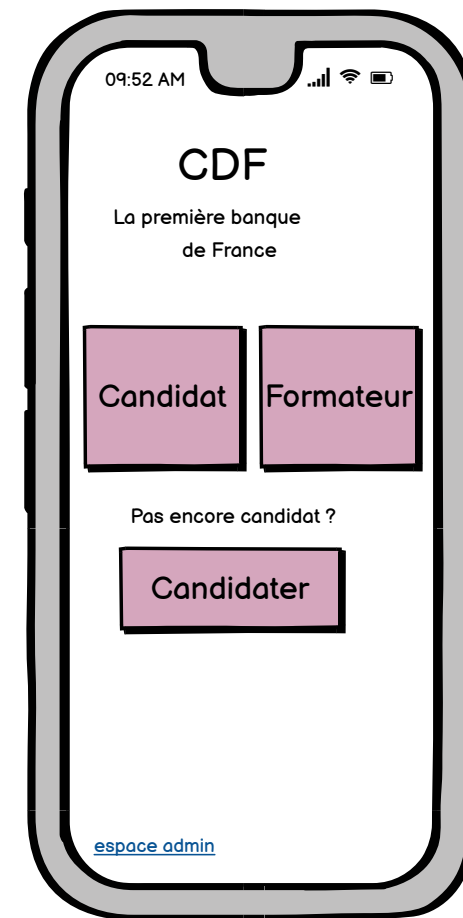 09:52 AM
CDF
La première banque
de France
Candidat
Formateur
Pas encore candidat ?
Candidater
espace admin